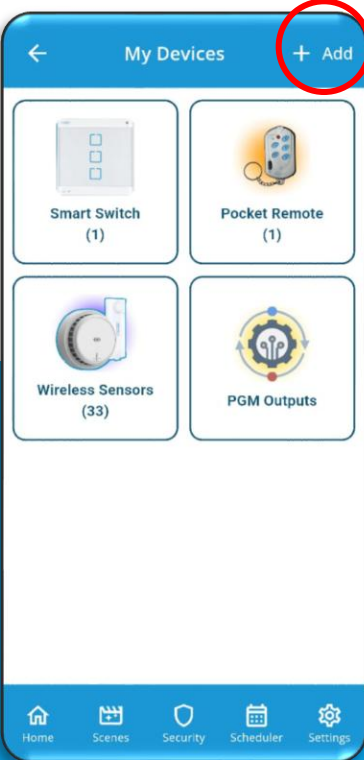 My Devices
+ Add
Smart Switch
(1)
Pocket Remote
(1)
Wireless Sensors
(33)
PGM Outputs
Home
Scenes
Security
Scheduler
Settings